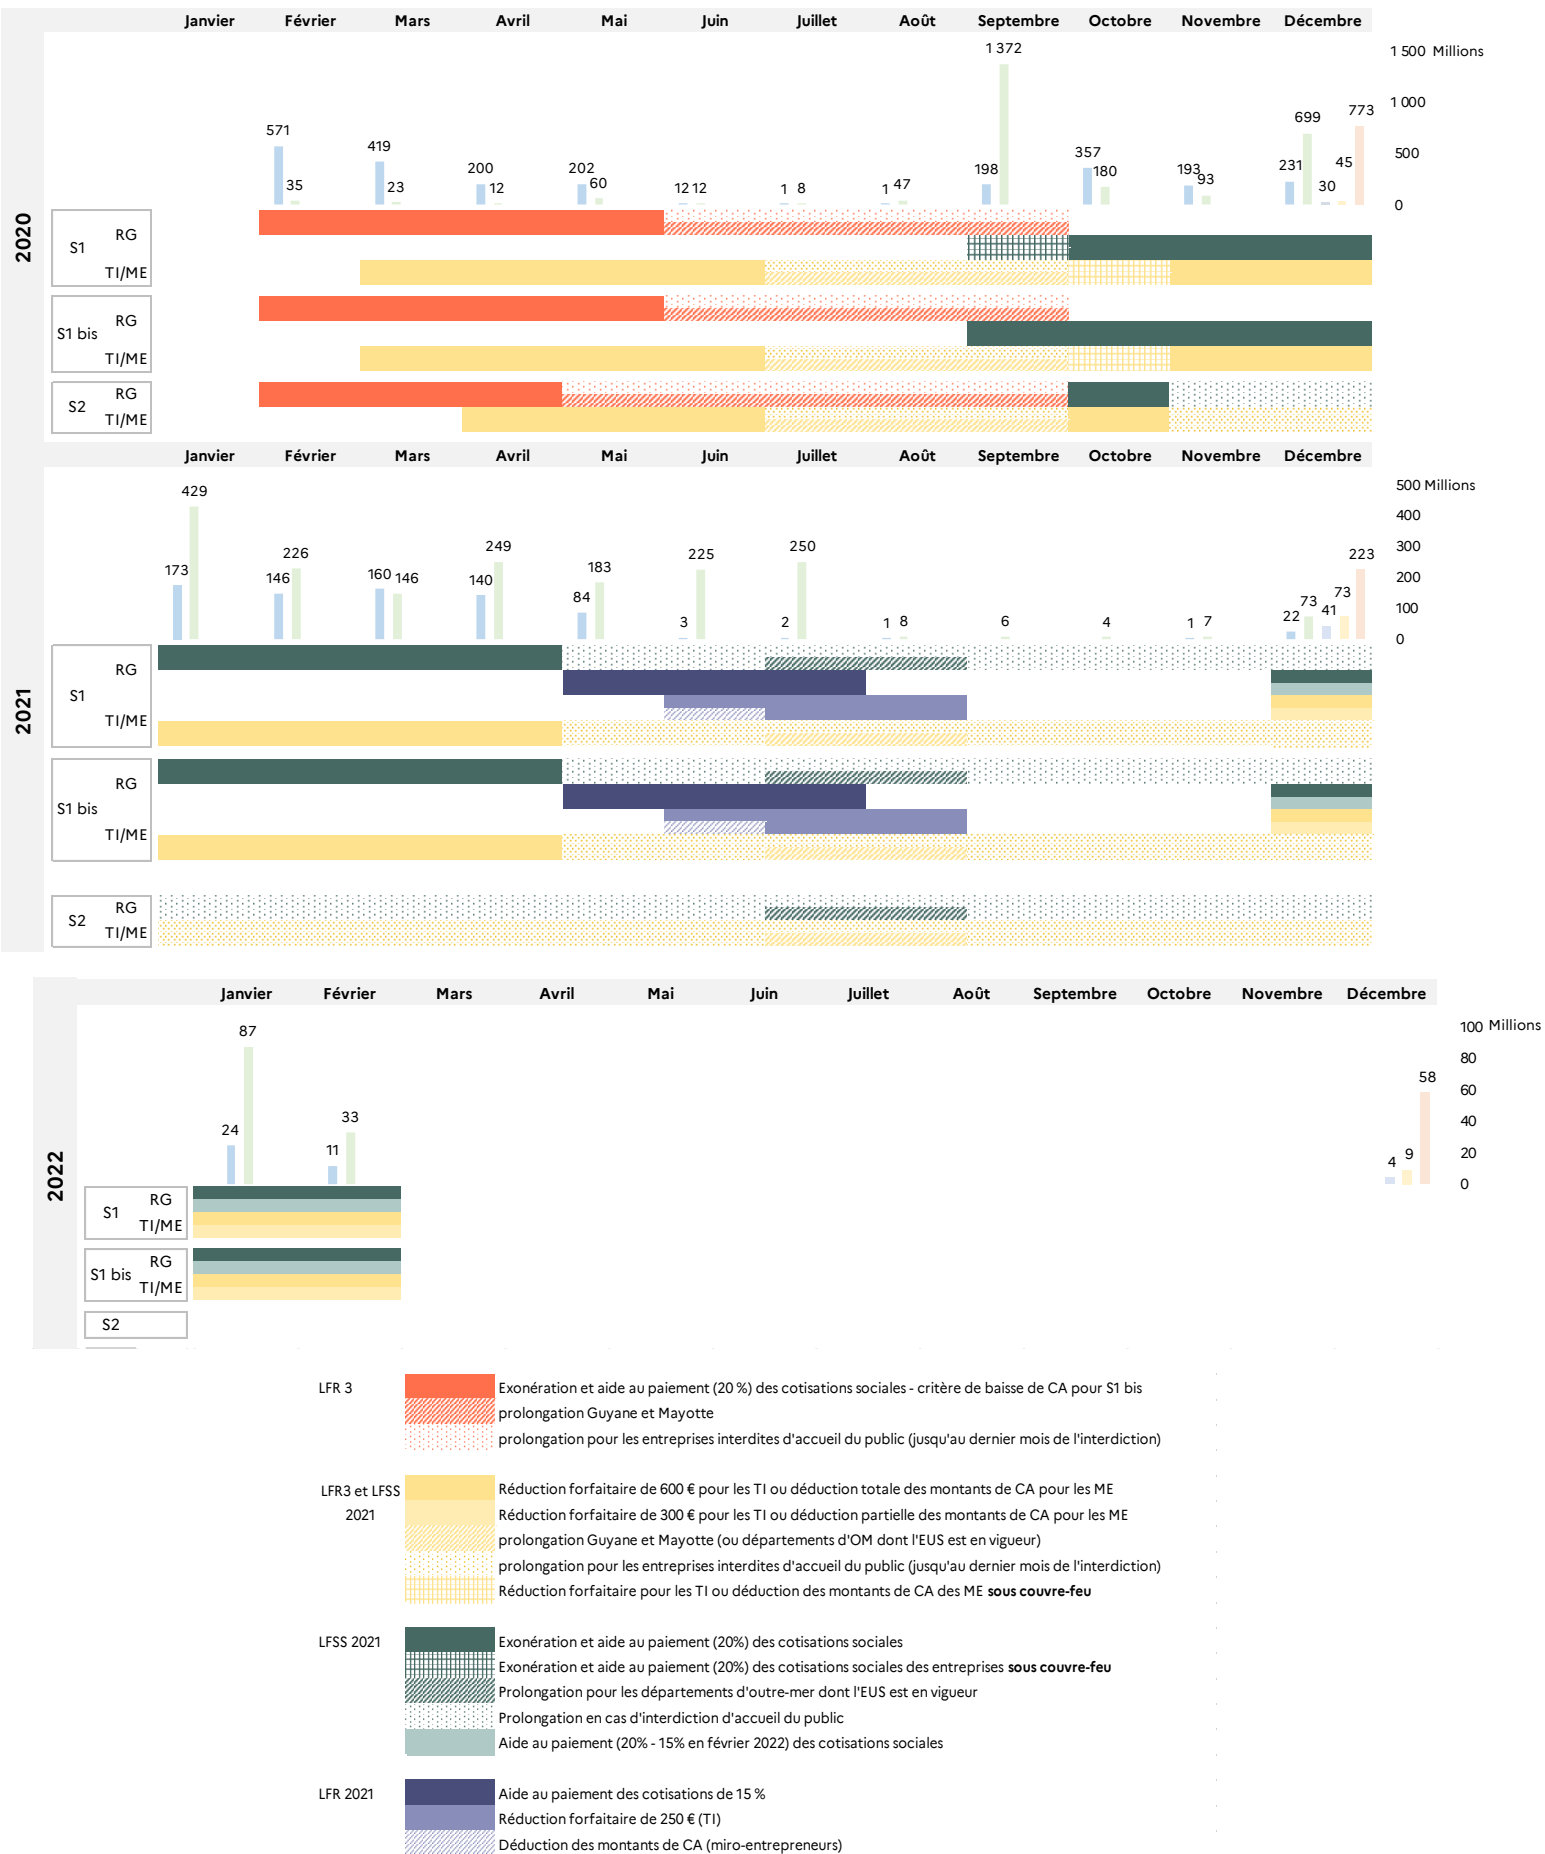 Janvier Février Mars Avril Mai Juin Juillet Août Septembre Octobre Novembre Décembre
1 372
1 500 Millions
1 000
773
699
571
419
500
357
200
202
198
180
193
93
231
45
35
23
12
60
12 12
1 8
1 47
30
0
2020
S1
RG
TI/ME
S1 bis
RG
TI/ME
S2
RG
TI/ME
Janvier Février Mars Avril Mai Juin Juillet Août Septembre Octobre Novembre Décembre
500 Millions
429
400
300
249
250
226
225
223
200
173
146
160 146
140
183
84
100
73
73
22
41
3
2
1 8
6
4
1 7
0
2021
S1
RG
TI/ME
S1 bis
RG
TI/ME
S2
RG
TI/ME
Janvier Février Mars Avril Mai Juin Juillet Août Septembre Octobre Novembre Décembre
100 Millions
87
80
58
60
40
24
11
33
20
4
9
0
2022
S1
RG
TI/ME
S1 bis
RG
TI/ME
S2
LFR 3
Exonération et aide au paiement (20 %) des cotisations sociales - critère de baisse de CA pour S1 bis
prolongation Guyane et Mayotte
prolongation pour les entreprises interdites d'accueil du public (jusqu'au dernier mois de l'interdiction)
LFR3 et LFSS
2021
Réduction forfaitaire de 600 € pour les TI ou déduction totale des montants de CA pour les ME
Réduction forfaitaire de 300 € pour les TI ou déduction partielle des montants de CA pour les ME
prolongation Guyane et Mayotte (ou départements d'OM dont l'EUS est en vigueur)
prolongation pour les entreprises interdites d'accueil du public (jusqu'au dernier mois de l'interdiction)
Réduction forfaitaire pour les TI ou déduction des montants de CA des ME sous couvre-feu
LFSS 2021
Exonération et aide au paiement (20%) des cotisations sociales
Exonération et aide au paiement (20%) des cotisations sociales des entreprises sous couvre-feu
Prolongation pour les départements d'outre-mer dont l'EUS est en vigueur
Prolongation en cas d'interdiction d'accueil du public
Aide au paiement (20% - 15% en février 2022) des cotisations sociales
LFR 2021
Aide au paiement des cotisations de 15 %
Réduction forfaitaire de 250 € (TI)
Déduction des montants de CA (miro-entrepreneurs)